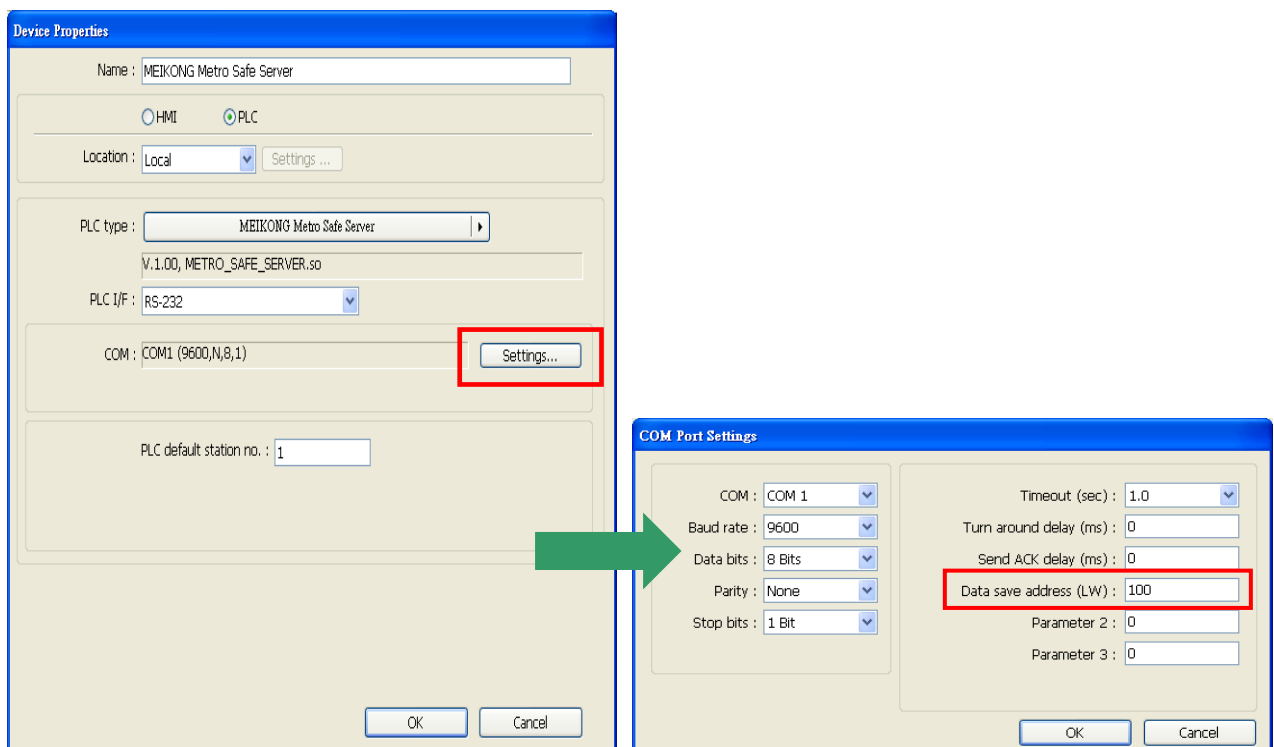 Device Properties
Name : MEIKONG Metro Safe Server
HMI PLC
Location : Local Settings ...
PLC type : MEIKONG Metro Safe Server
V.1.00, METRO_SAFE_SERVER.so
PLC I/F : RS-232
COM : COM1 (9600,N,8,1) Settings...
PLC default station no. : 1
OK Cancel
COM Port Settings
COM : COM 1 Timeout (sec) : 1.0
Baud rate : 9600 Turn around delay (ms) : 0
Data bits : 8 Bits Send ACK delay (ms) : 0
Parity : None Data save address (LW) : 100
Stop bits : 1 Bit Parameter 2 : 0
Parameter 3 : 0
OK Cancel